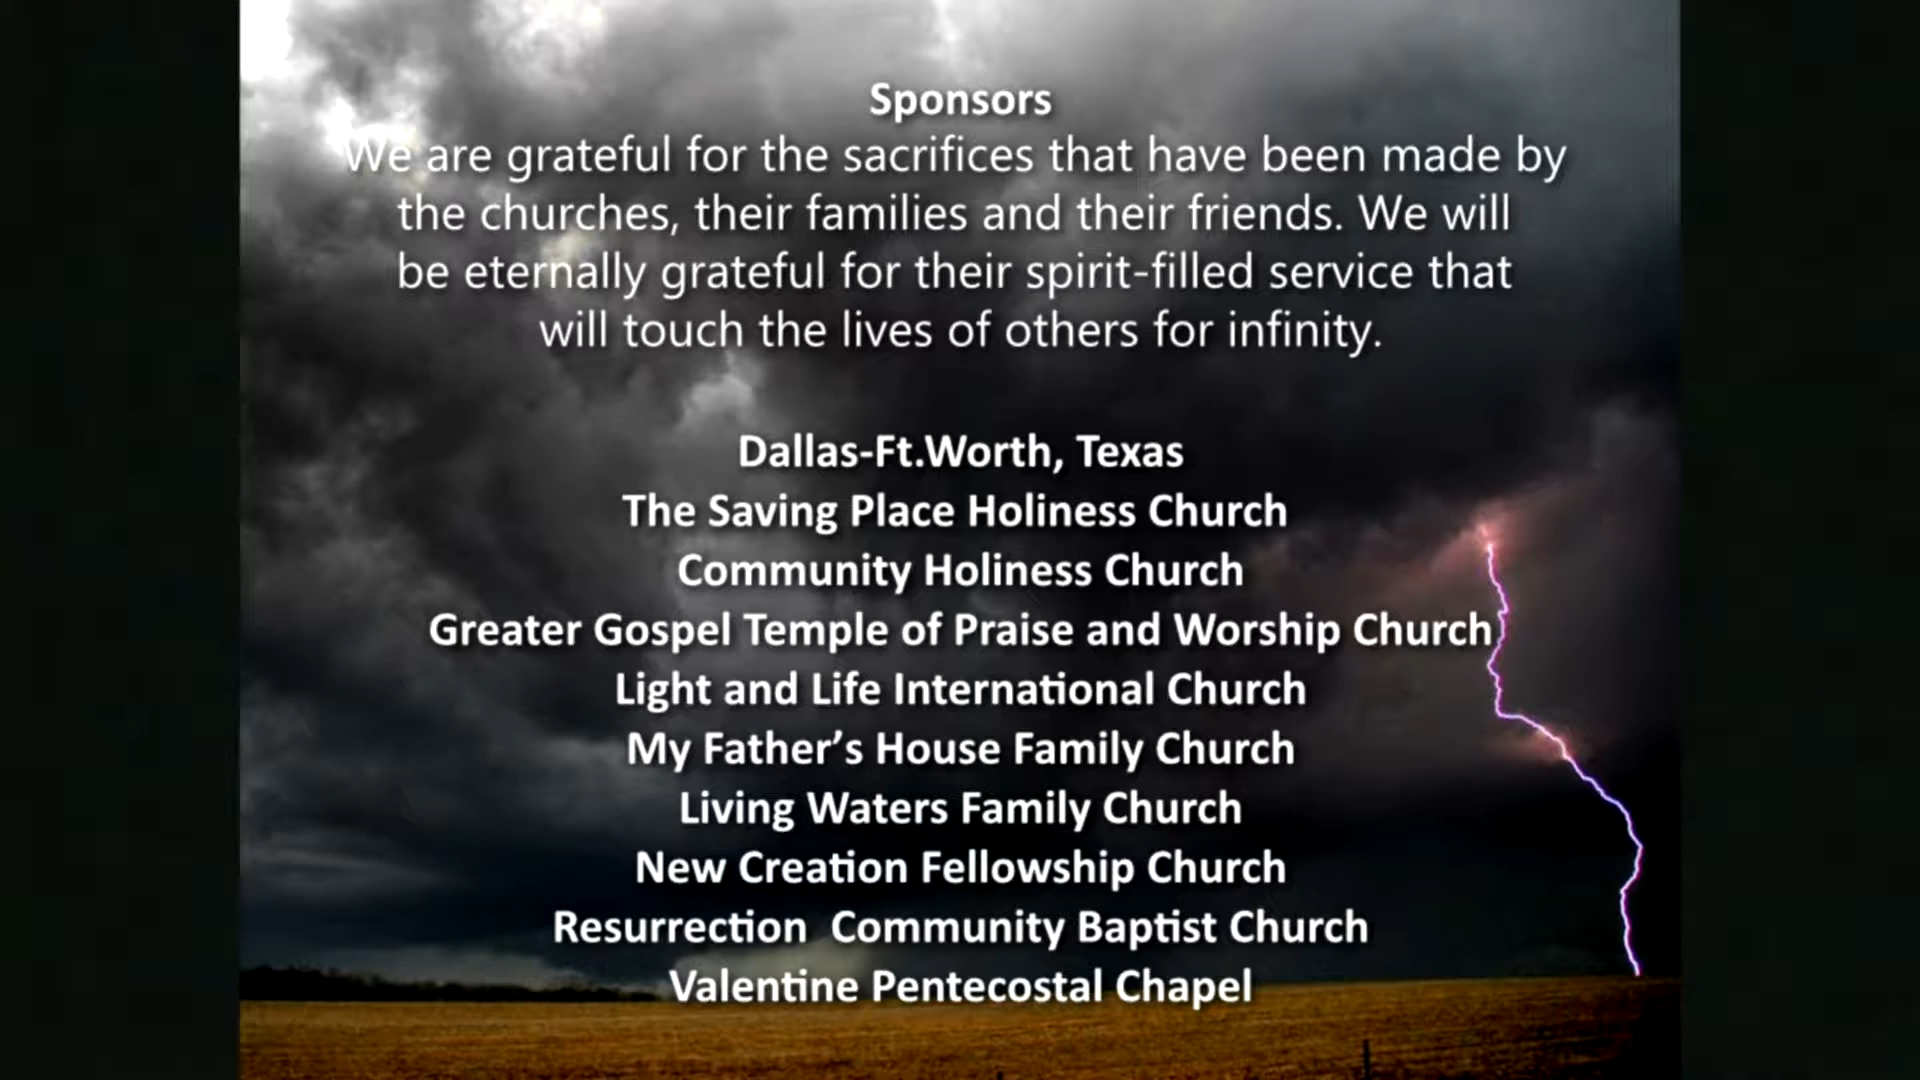 Sponsors
We are grateful for the sacrifices that have been made by
the churches, their families and their friends. We will
be eternally grateful for their spirit-filled service that
will touch the lives of others for infinity.
Dallas-Ft.Worth, Texas
The Saving Place Holiness Church
Community Holiness Church
Greater Gospel Temple of Praise and Worship Church
Light and Life International Church
My Father’s House Family Church
Living Waters Family Church
New Creation Fellowship Church
Resurrection  Community Baptist Church
Valentine Pentecostal Chapel